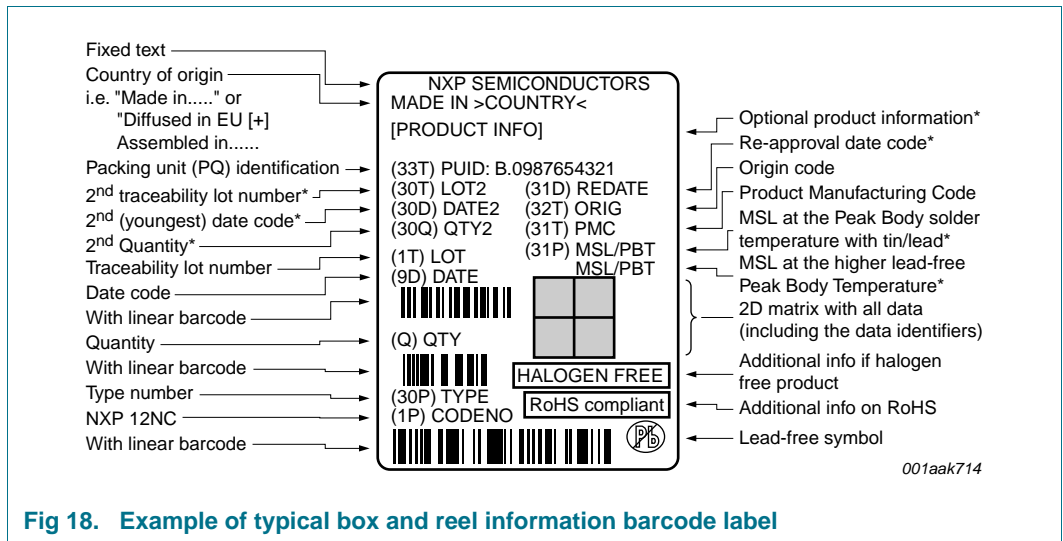 Fixed text
Country of origin
i.e. "Made in....." or
"Diffused in EU [+]
Assembled in......
Packing unit (PQ) identification
2nd traceability lot number*
2nd (youngest) date code*
2nd Quantity*
Traceability lot number
Date code
With linear barcode
Quantity
With linear barcode
Type number
NXP 12NC
With linear barcode
NXP SEMICONDUCTORS
MADE IN >COUNTRY<
[PRODUCT INFO]
(33T) PUID: B.0987654321
(30T) LOT2 (31D) REDATE
(30D) DATE2 (32T) ORIG
(30Q) QTY2 (31T) PMC
(31P) MSL/PBT
(1T) LOT MSL/PBT
(9D) DATE
(Q) QTY
HALOGEN FREE
(30P) TYPE
RoHS compliant
(1P) CODENO
Pb
Optional product information*
Re-approval date code*
Origin code
Product Manufacturing Code
MSL at the Peak Body solder
temperature with tin/lead*
MSL at the higher lead-free
Peak Body Temperature*
2D matrix with all data
(including the data identifiers)
Additional info if halogen
free product
Additional info on RoHS
Lead-free symbol
001aak714
Fig 18. Example of typical box and reel information barcode label